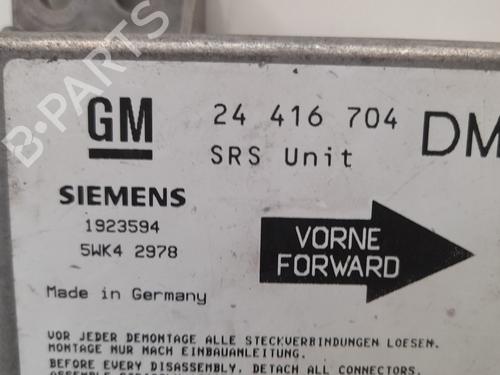 B-PARTS
GM
24 416 704
DM
SRS Unit
SIEMENS
1923594
5WK4 2978
VORNE
FORWARD
Made in Germany
VOR JEDER DEMONTAGE ALLE STECKVERBINDUNGEN LOESEN.
MONTAGE NUR NACH EINBAUANLEITUNG.
BEFORE EVERY DISASSEMBLY, DETACH ALL CONNECTORS.